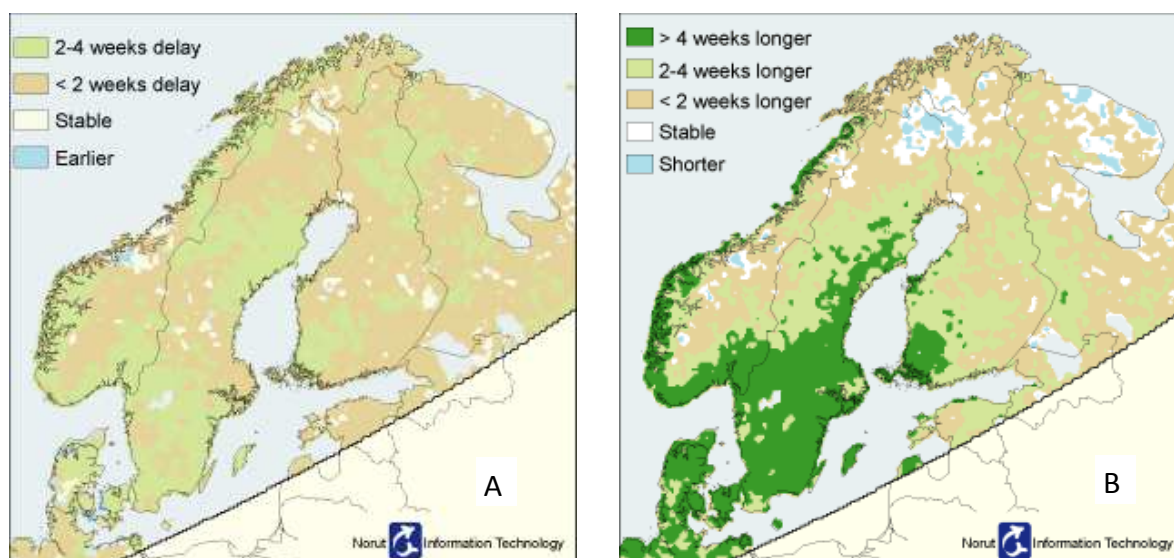 2-4 weeks delay
< 2 weeks delay
Stable
Earlier
A
Norut Information Technology
> 4 weeks longer
2-4 weeks longer
< 2 weeks longer
Stable
Shorter
B
Norut Information Technology